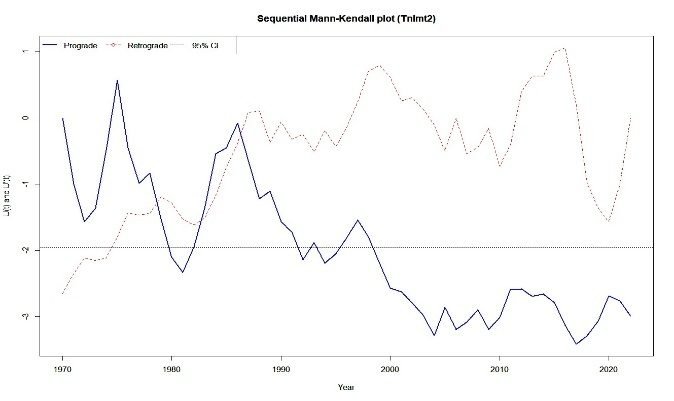 Sequential Mann-Kendall plot (Tnlmt2)
Prograde Retrograde 95% CI
1
0
-1
-2
-3
U(t) and U'(t)
1970 1980 1990 2000 2010 2020
Year